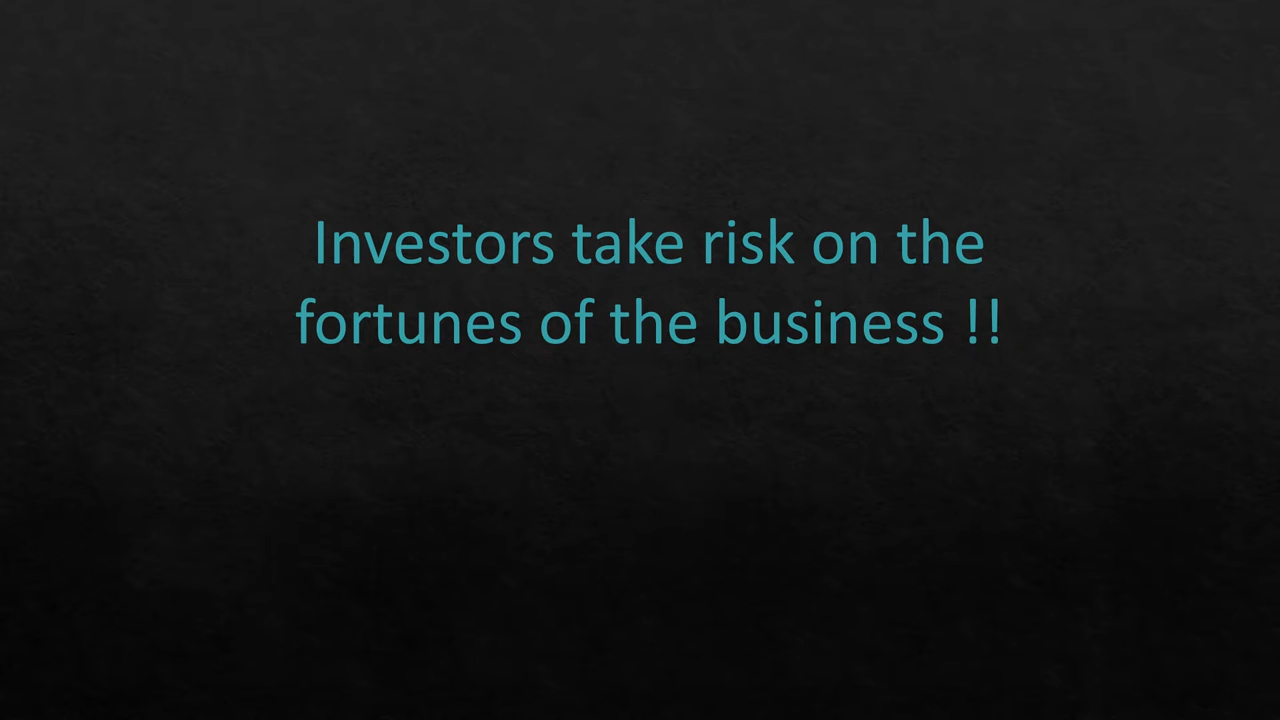 Investors take risk on the
fortunes of the business !!